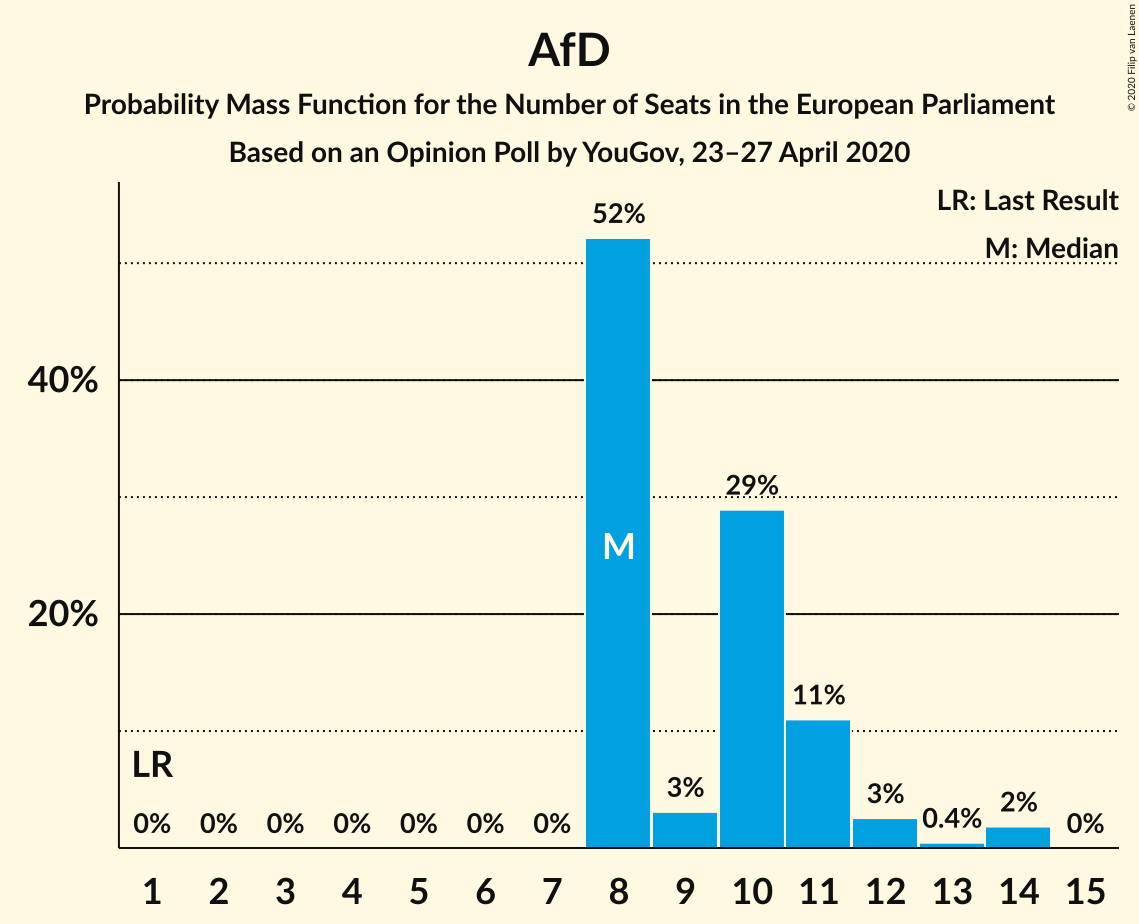 AfD
Probability Mass Function for the Number of Seats in the European Parliament
Based on an Opinion Poll by YouGov, 23–27 April 2020
© 2020 Filip van Laenen
LR: Last Result
M: Median
52%
40%
29%
M
20%
11%
LR
3%
3%
2%
0.4%
0% 0% 0% 0% 0% 0% 0% 0%
1 2 3 4 5 6 7 8 9 10 11 12 13 14 15